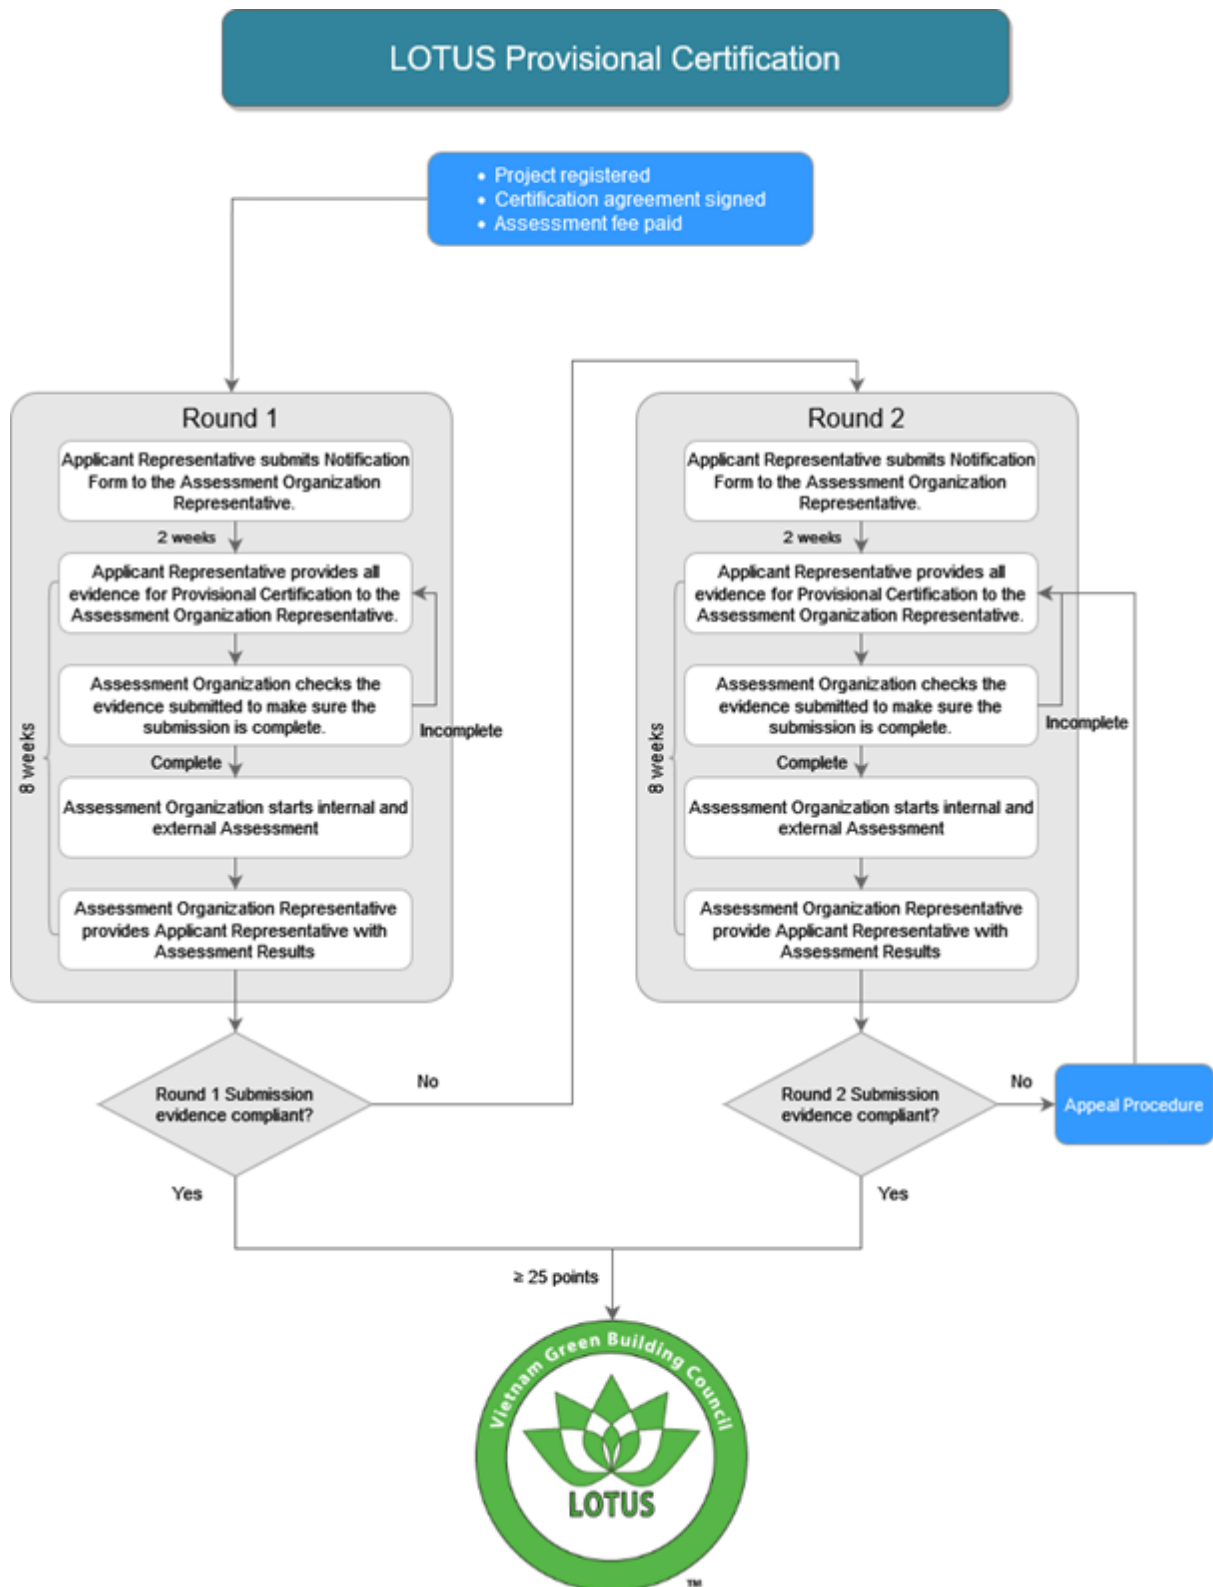 LOTUS Provisional Certification
• Project registered
• Certification agreement signed
• Assessment fee paid
Round 1
Applicant Representative submits Notification
Form to the Assessment Organization
Representative.
2 weeks
Applicant Representative provides all
evidence for Provisional Certification to the
Assessment Organization Representative.
Assessment Organization checks the
evidence submitted to make sure the
submission is complete.
Incomplete
Complete
8 weeks
Assessment Organization starts internal and
external Assessment
Assessment Organization Representative
provides Applicant Representative with
Assessment Results
Round 1 Submission
evidence compliant?
No
Yes
Round 2
Applicant Representative submits Notification
Form to the Assessment Organization
Representative.
2 weeks
Applicant Representative provides all
evidence for Provisional Certification to the
Assessment Organization Representative.
Assessment Organization checks the
evidence submitted to make sure the
submission is complete.
Incomplete
Complete
8 weeks
Assessment Organization starts internal and
external Assessment
Assessment Organization Representative
provide Applicant Representative with
Assessment Results
Round 2 Submission
evidence compliant?
No
Appeal Procedure
Yes
≥ 25 points
Vietnam Green Building Council
LOTUS
™